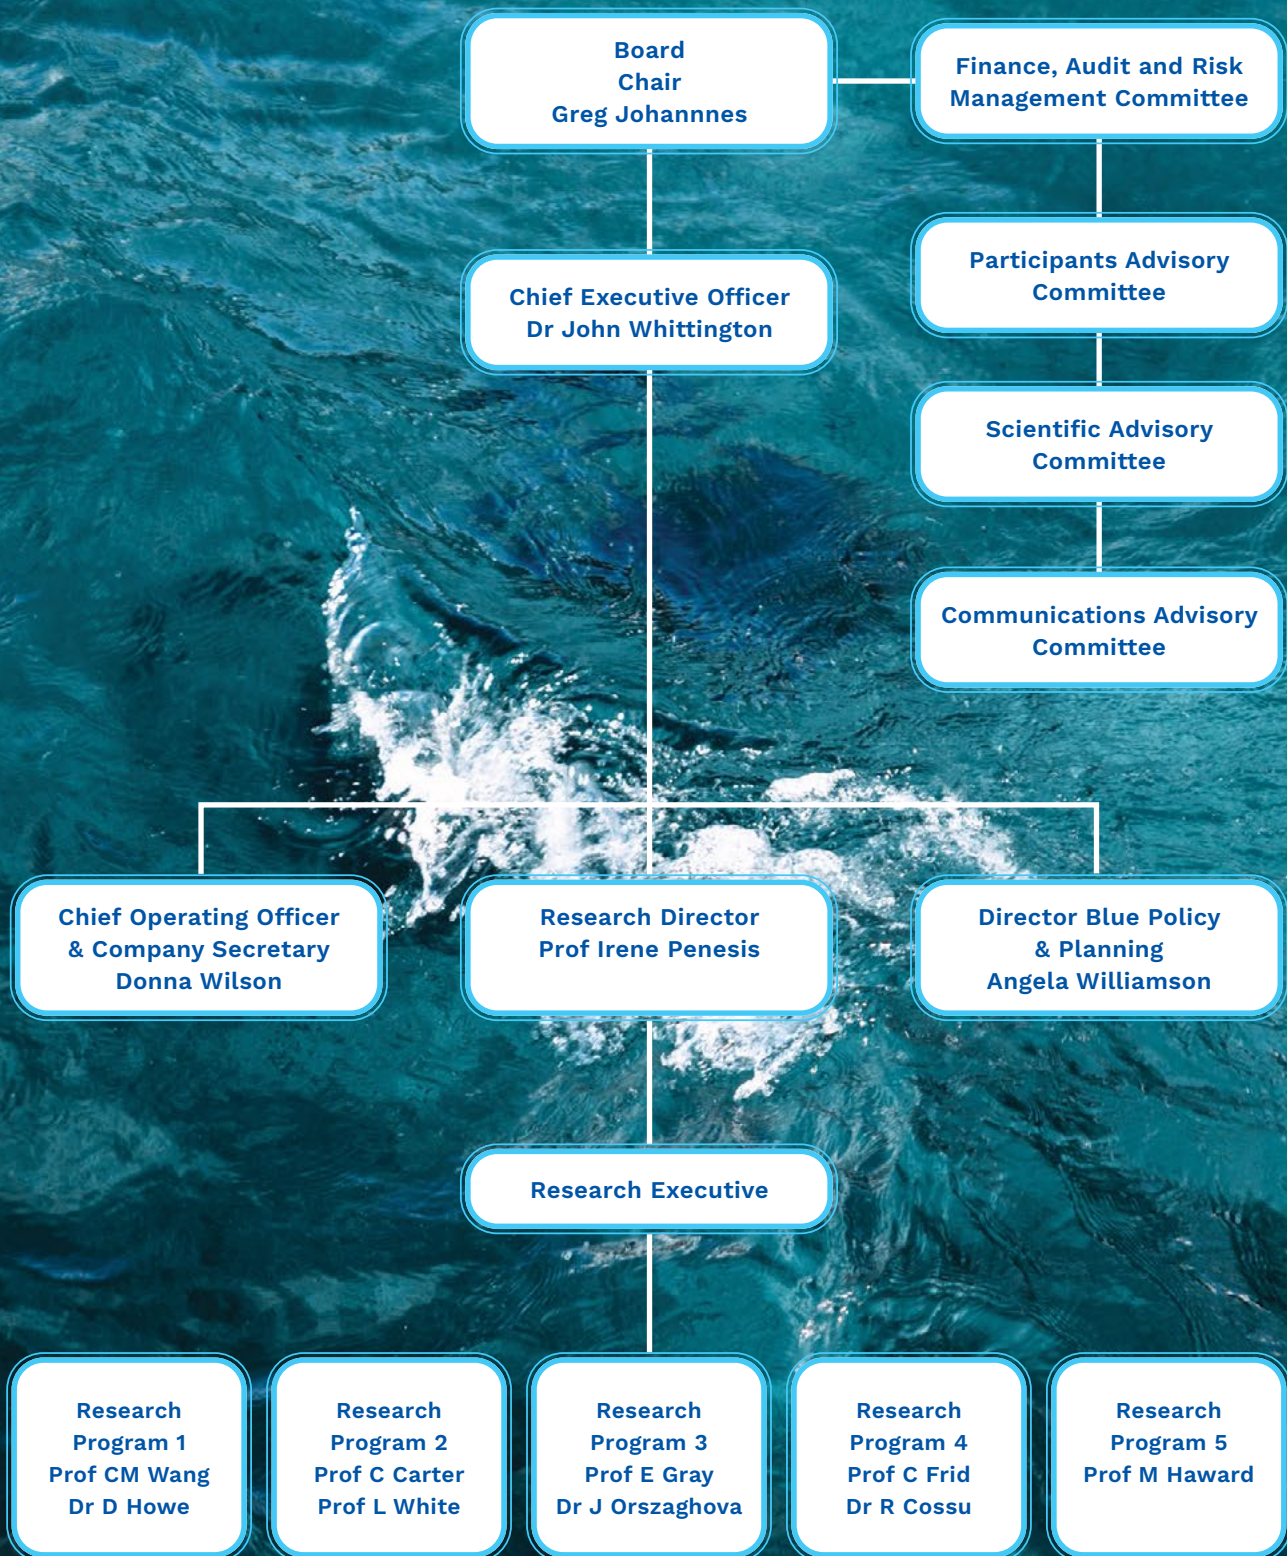 Board
Chair
Greg Johannnes
Finance, Audit and Risk
Management Committee
Chief Executive Officer
Dr John Whittington
Participants Advisory
Committee
Scientific Advisory
Committee
Communications Advisory
Committee
Chief Operating Officer
& Company Secretary
Donna Wilson
Research Director
Prof Irene Penesis
Director Blue Policy
& Planning
Angela Williamson
Research Executive
Research
Program 1
Prof CM Wang
Dr D Howe
Research
Program 2
Prof C Carter
Prof L White
Research
Program 3
Prof E Gray
Dr J Orszaghova
Research
Program 4
Prof C Frid
Dr R Cossu
Research
Program 5
Prof M Haward